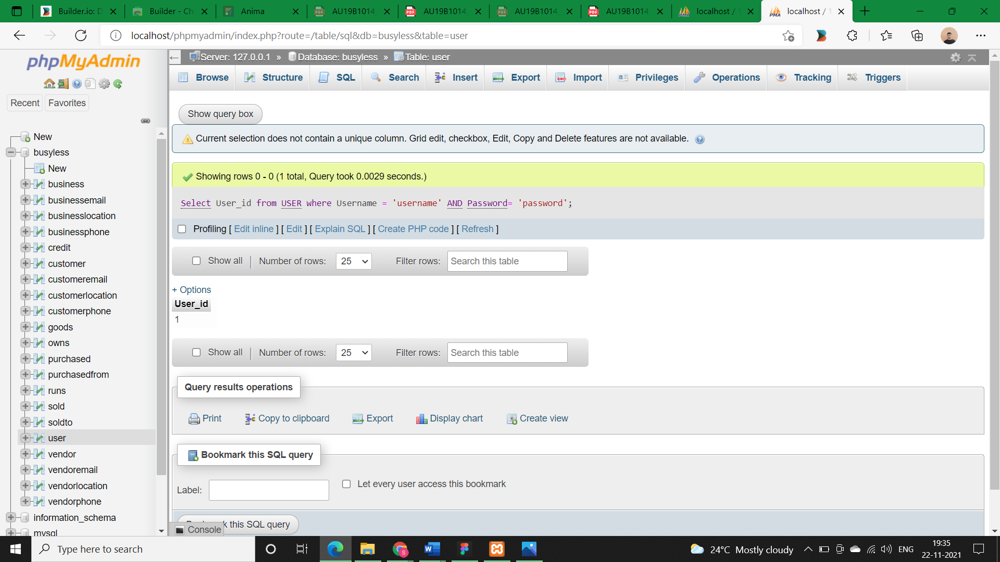 Builder.io: D
Builder - Ch
Anima
AU19B1014_
AU19B1014_
AU19B1014_
AU19B1014_
localhost / 1
localhost / 1
localhost/phpmyadmin/index.php?route=/table/sql&db=busyless&table=user
phpMyAdmin
Recent
Favorites
New
busyless
New
business
businessemail
businesslocation
businessphone
credit
customer
customeremail
customerlocation
customerphone
goods
owns
purchased
purchasedfrom
runs
sold
soldto
user
vendor
vendoremail
vendorlocation
vendorphone
information_schema
mysql
Server: 127.0.0.1 » Database: busyless » Table: user
Browse Structure SQL Search Insert Export Import Privileges Operations Tracking Triggers
Show query box
Current selection does not contain a unique column. Grid edit, checkbox, Edit, Copy and Delete features are not available.
Showing rows 0 - 0 (1 total, Query took 0.0029 seconds.)
Select User_id from USER where Username = 'username' AND Password= 'password';
Profiling [ Edit inline ] [ Edit ] [ Explain SQL ] [ Create PHP code ] [ Refresh ]
Show all | Number of rows: 25 Filter rows: Search this table
+ Options
User_id
1
Show all | Number of rows: 25 Filter rows: Search this table
Query results operations
Print Copy to clipboard Export Display chart Create view
Bookmark this SQL query
Label: Let every user access this bookmark
k this SQL query
Console
Type here to search
24°C Mostly cloudy
ENG
19:35
22-11-2021